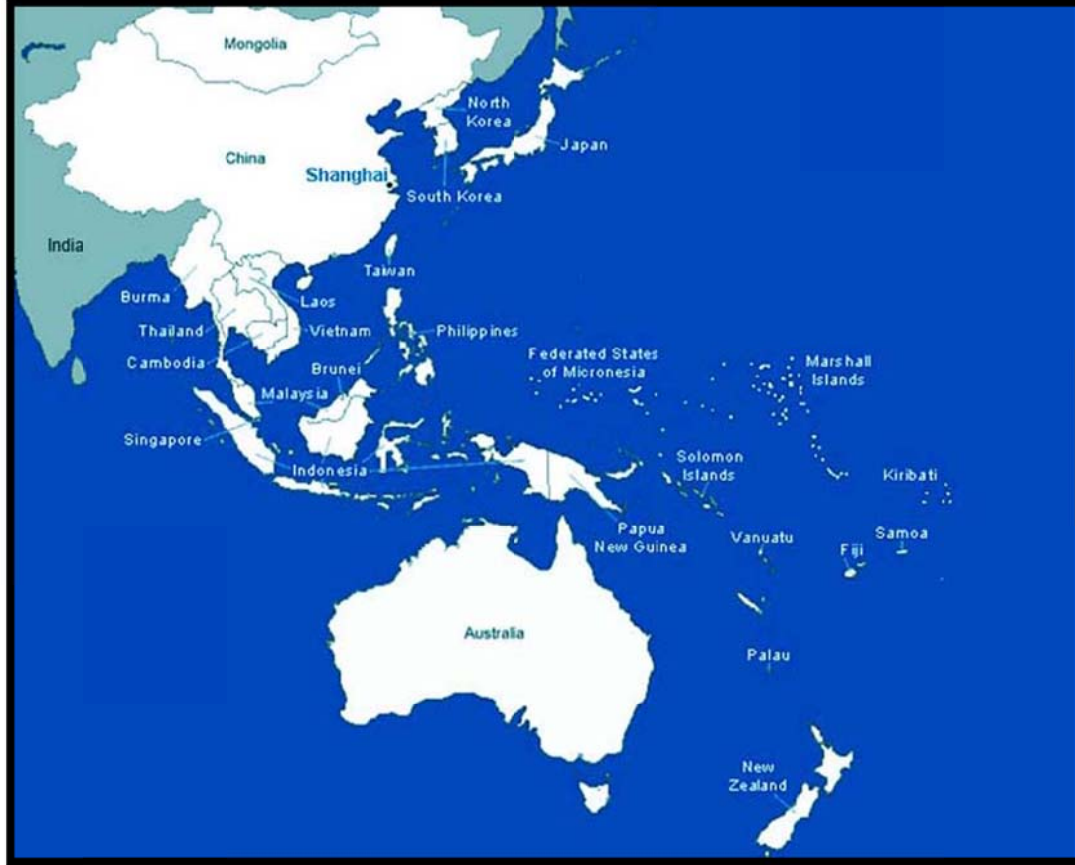 Mongolia
North
Korea
Japan
China
Shanghai
South Korea
India
Taiwan
Burma
Laos
Thailand
Vietnam
Philippines
Cambodia
Brunei
Federated States
of Micronesia
Marshall
Islands
Malaysia
Singapore
Indonesia
Solomon
Islands
Kiribati
Papua
New Guinea
Vanuatu
Samoa
Fiji
Australia
Palau
New
Zealand